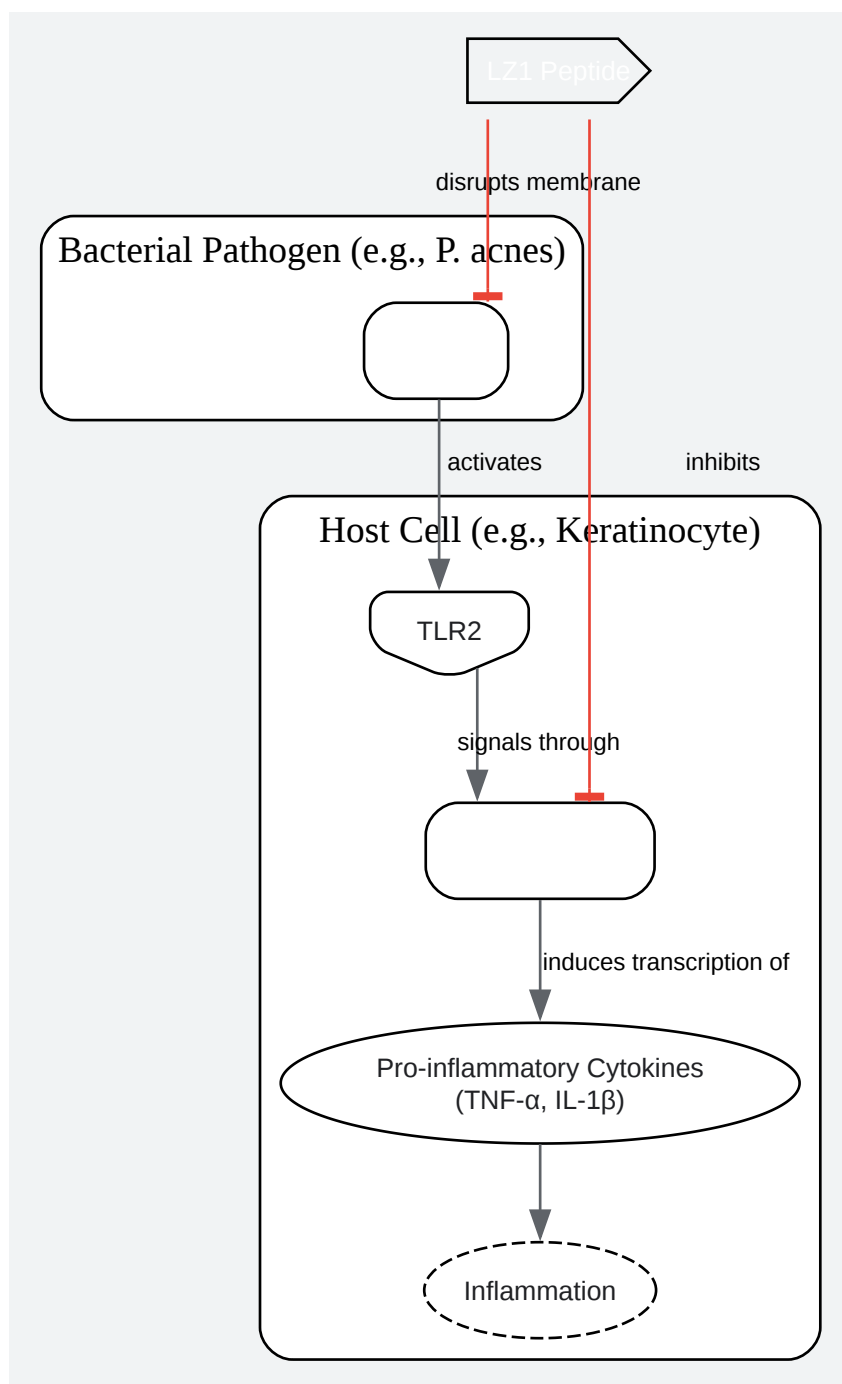 LZ1 Peptide
disrupts membrane
Bacterial Pathogen (e.g., P. acnes)
activates
inhibits
Host Cell (e.g., Keratinocyte)
TLR2
signals through
induces transcription of
Pro-inflammatory Cytokines
(TNF-α, IL-1β)
Inflammation